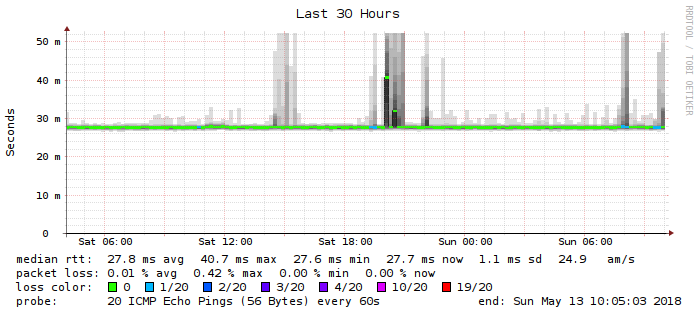 Last 30 Hours
RRDTOOL / TOBI OETIKER
Seconds
50 m
40 m
30 m
20 m
10 m
0
Sat 06:00 Sat 12:00 Sat 18:00 Sun 00:00 Sun 06:00
median rtt: 27.8 ms avg 40.7 ms max 27.6 ms min 27.7 ms now 1.1 ms sd 24.9 am/s
packet loss: 0.01 % avg 0.42 % max 0.00 % min 0.00 % now
loss color: 0 1/20 2/20 3/20 4/20 10/20 19/20
probe: 20 ICMP Echo Pings (56 Bytes) every 60s end: Sun May 13 10:05:03 2018